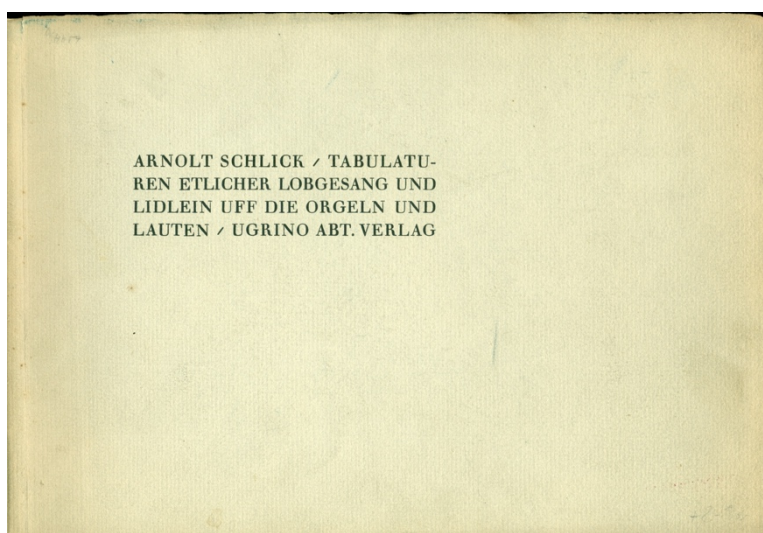 ARNOLT SCHLICK / TABULATU-
REN ETLICHER LOBGESANG UND
LIDLEIN UFF DIE ORGELN UND
LAUTEN / UGRINO ABT. VERLAG